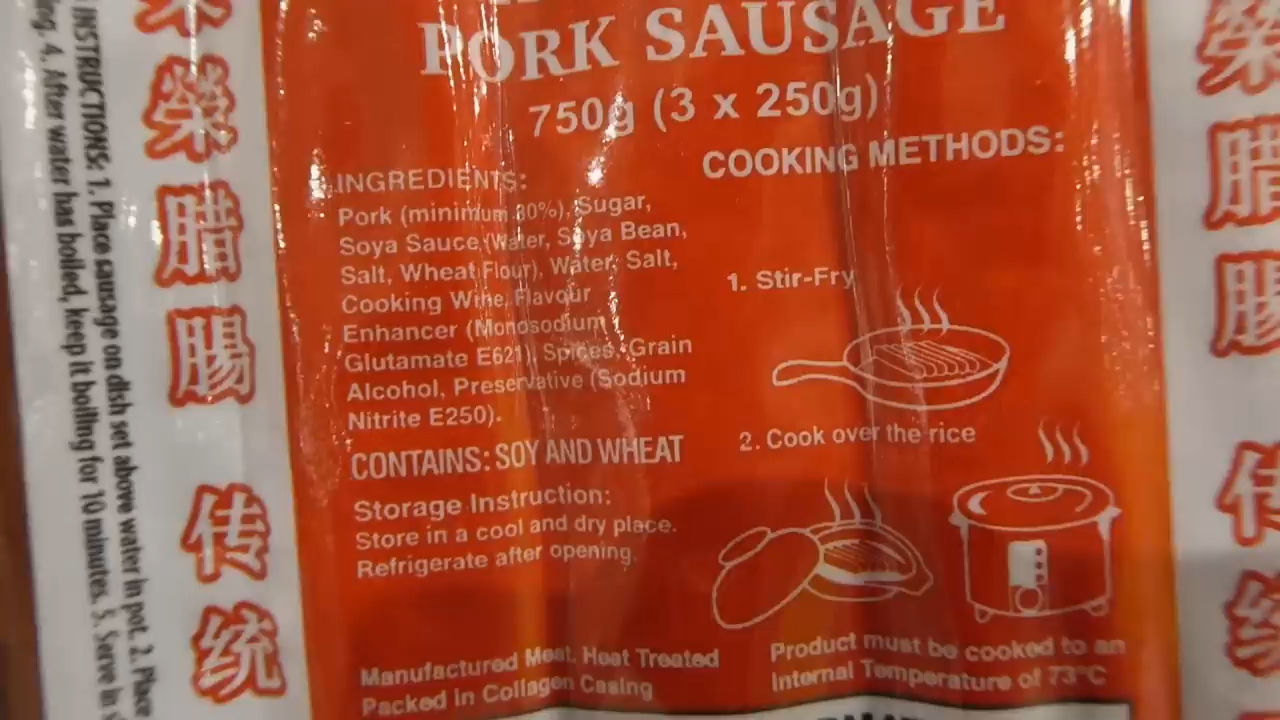 PORK SAUSAGE
750g (3 x 250g)
COOKING METHODS:
INGREDIENTS:
Pork (minimum 80%), Sugar,
Soya Sauce (Water, Soya Bean,
Salt, Wheat Flour), Water, Salt,
Cooking Wine, Flavour
Enhancer (Monosodium
Glutamate E621), Spices, Grain
Alcohol, Preservative (Sodium
Nitrite E250).
CONTAINS: SOY AND WHEAT
Storage Instruction:
Store in a cool and dry place.
Refrigerate after opening.
Manufactured Meat, Heat Treated
Packed in Collagen Casing
1. Stir-Fry
2. Cook over the rice
Product must be cooked to an
Internal Temperature of 73°C
INSTRUCTIONS: 1. Place sausage on dish set above water in pot. 2. Place
4. After water has boiled, keep it boiling for 10 minutes. 5. Serve in
榮腊腸 传统
榮腊腸 传统